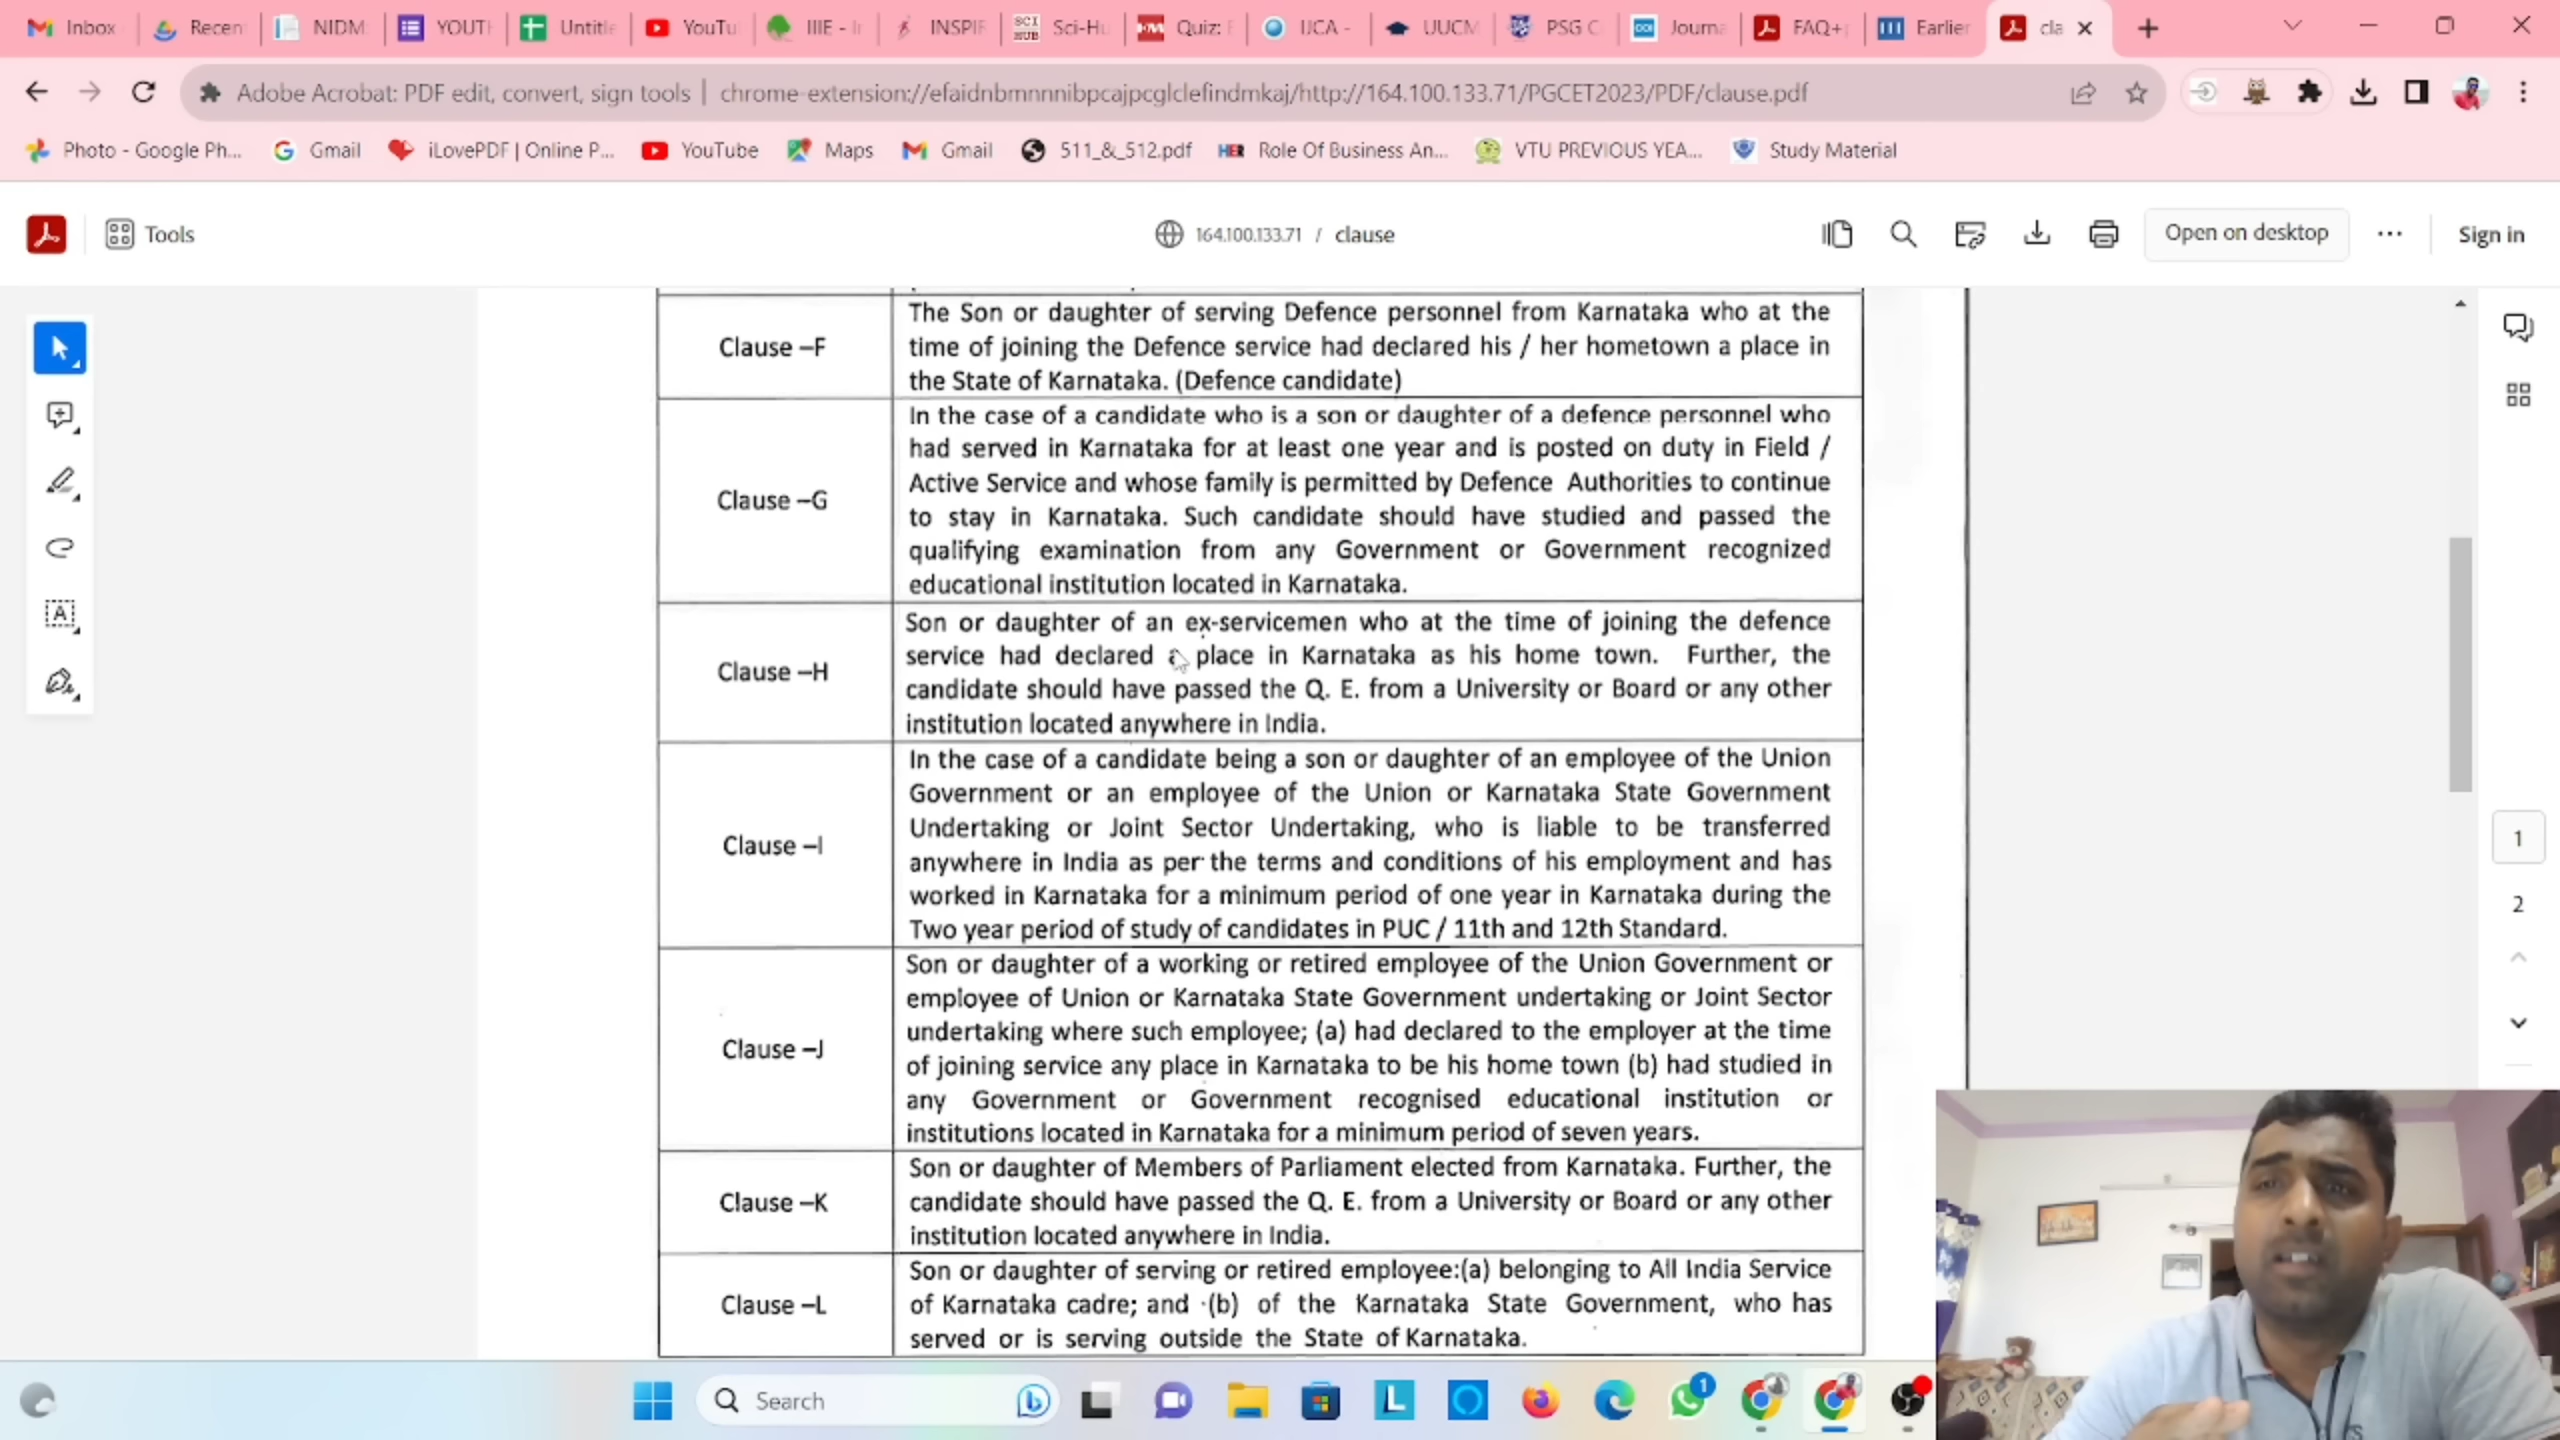 Inbox
Recen
NIDM
YOUTH
Untitle
YouTu
IIIE - I
INSPIR
SCI HUB
Sci-Hu
Quiz:
IJCA -
UUCM
PSG C
DOI
Journa
FAQ+
Earlier
cla
Adobe Acrobat: PDF edit, convert, sign tools
chrome-extension://efaidnbmnnnibpcajpcglclefindmkaj/http://164.100.133.71/PGCET2023/PDF/clause.pdf
Photo - Google Ph...
Gmail
iLovePDF | Online P...
YouTube
Maps
Gmail
511_&_512.pdf
HER
Role Of Business An...
VTU PREVIOUS YEA...
Study Material
Tools
164.100.133.71 / clause
Open on desktop
Sign in
Clause –F
The Son or daughter of serving Defence personnel from Karnataka who at the
time of joining the Defence service had declared his / her hometown a place in
the State of Karnataka. (Defence candidate)
Clause –G
In the case of a candidate who is a son or daughter of a defence personnel who
had served in Karnataka for at least one year and is posted on duty in Field /
Active Service and whose family is permitted by Defence Authorities to continue
to stay in Karnataka. Such candidate should have studied and passed the
qualifying examination from any Government or Government recognized
educational institution located in Karnataka.
Clause –H
Son or daughter of an ex-servicemen who at the time of joining the defence
service had declared a place in Karnataka as his home town. Further, the
candidate should have passed the Q. E. from a University or Board or any other
institution located anywhere in India.
Clause –I
In the case of a candidate being a son or daughter of an employee of the Union
Government or an employee of the Union or Karnataka State Government
Undertaking or Joint Sector Undertaking, who is liable to be transferred
anywhere in India as per the terms and conditions of his employment and has
worked in Karnataka for a minimum period of one year in Karnataka during the
Two year period of study of candidates in PUC / 11th and 12th Standard.
Clause –J
Son or daughter of a working or retired employee of the Union Government or
employee of Union or Karnataka State Government undertaking or Joint Sector
undertaking where such employee; (a) had declared to the employer at the time
of joining service any place in Karnataka to be his home town (b) had studied in
any Government or Government recognised educational institution or
institutions located in Karnataka for a minimum period of seven years.
Clause –K
Son or daughter of Members of Parliament elected from Karnataka. Further, the
candidate should have passed the Q. E. from a University or Board or any other
institution located anywhere in India.
Clause –L
Son or daughter of serving or retired employee:(a) belonging to All India Service
of Karnataka cadre; and (b) of the Karnataka State Government, who has
served or is serving outside the State of Karnataka.
1
2
Search
L
1